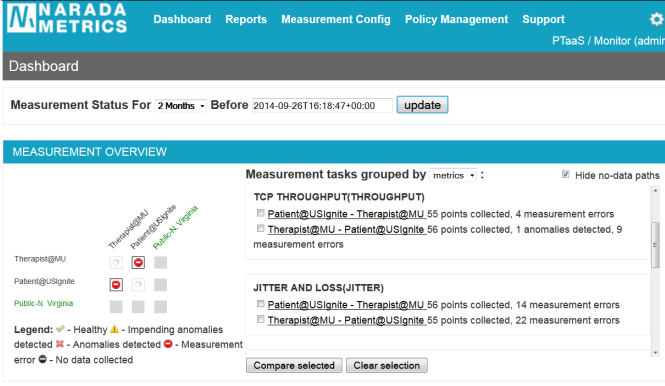 NARADA
METRICS
Dashboard Reports Measurement Config Policy Management Support
PTaaS / Monitor (admin
Dashboard
Measurement Status For 2 Months Before 2014-09-26T16:18:47+00:00 update
MEASUREMENT OVERVIEW
Measurement tasks grouped by metrics : Hide no-data paths
Therapist@MU
Patient@USIgnite
Public-N. Virginia
Therapist@MU
Patient@USIgnite
Public-N. Virginia
Legend: - Healthy - Impending anomalies
detected - Anomalies detected - Measurement
error - No data collected
TCP THROUGHPUT(THROUGHPUT)
Patient@USIgnite - Therapist@MU 55 points collected, 4 measurement errors
Therapist@MU - Patient@USIgnite 56 points collected, 1 anomalies detected, 9
measurement errors
JITTER AND LOSS(JITTER)
Patient@USIgnite - Therapist@MU 56 points collected, 14 measurement errors
Therapist@MU - Patient@USIgnite 55 points collected, 22 measurement errors
Compare selected Clear selection